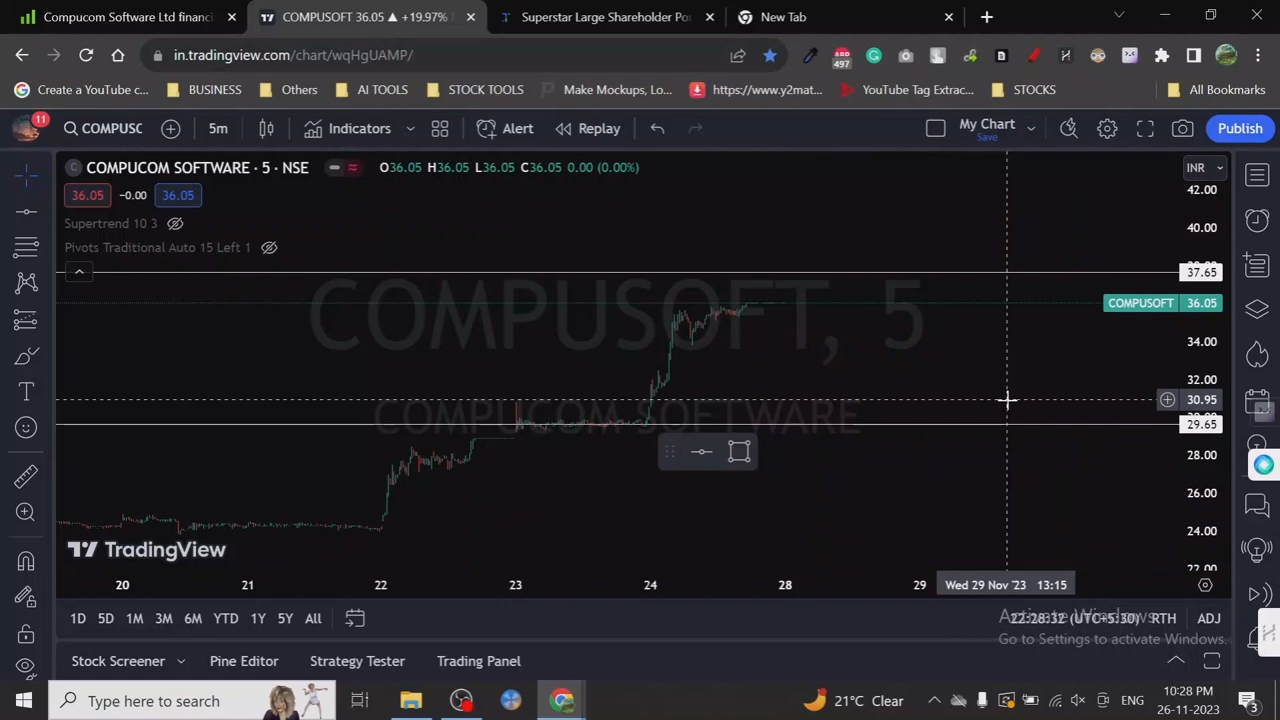 Compucom Software Ltd financi
COMPUSOFT 36.05 ▲ +19.97%
Superstar Large Shareholder Por
New Tab
in.tradingview.com/chart/wqHgUAMP/
ABD
497
Create a YouTube c...
BUSINESS
Others
AI TOOLS
STOCK TOOLS
Make Mockups, Lo...
https://www.y2mat...
YouTube Tag Extrac...
STOCKS
All Bookmarks
11
COMPUSC
5m
Indicators
Alert
Replay
My Chart
Save
Publish
COMPUCOM SOFTWARE · 5 · NSE
O36.05 H36.05 L36.05 C36.05 0.00 (0.00%)
INR
36.05
−0.00
36.05
Supertrend 10 3
Pivots Traditional Auto 15 Left 1
42.00
40.00
37.65
COMPUSOFT 36.05
34.00
32.00
30.95
29.65
28.00
26.00
24.00
22.00
COMPUSOFT, 5
COMPUCOM SOFTWARE
TradingView
20
21
22
23
24
28
29
Wed 29 Nov '23 13:15
1D
5D
1M
3M
6M
YTD
1Y
5Y
All
22:28:32 (UTC+5:30)
RTH
ADJ
Activate Windows
Go to Settings to activate Windows.
Stock Screener
Pine Editor
Strategy Tester
Trading Panel
Type here to search
21°C Clear
ENG
10:28 PM
26-11-2023
3